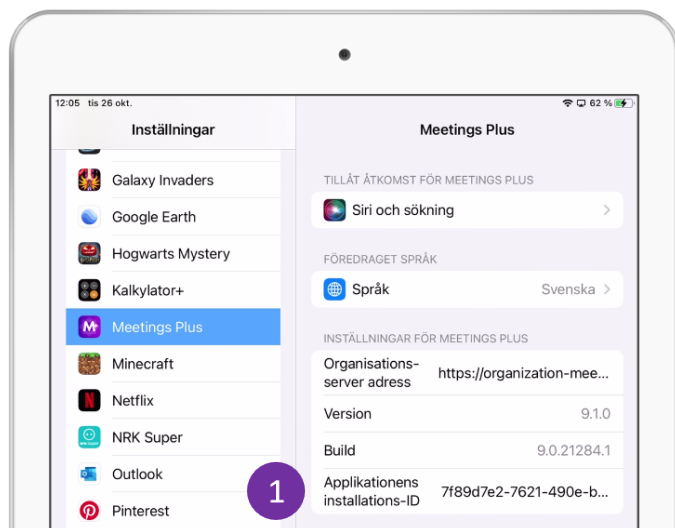 12:05 tis 26 okt.
62 %
Inställningar
Galaxy Invaders
Google Earth
Hogwarts Mystery
Kalkylator+
Meetings Plus
Minecraft
Netflix
NRK Super
Outlook
Pinterest
Meetings Plus
TILLÅT ÅTKOMST FÖR MEETINGS PLUS
Siri och sökning
FÖREDRAGET SPRÅK
Språk Svenska
INSTÄLLNINGAR FÖR MEETINGS PLUS
Organisations-
server adress https://organization-mee...
Version 9.1.0
Build 9.0.21284.1
1
Applikationens
installations-ID 7f89d7e2-7621-490e-b...